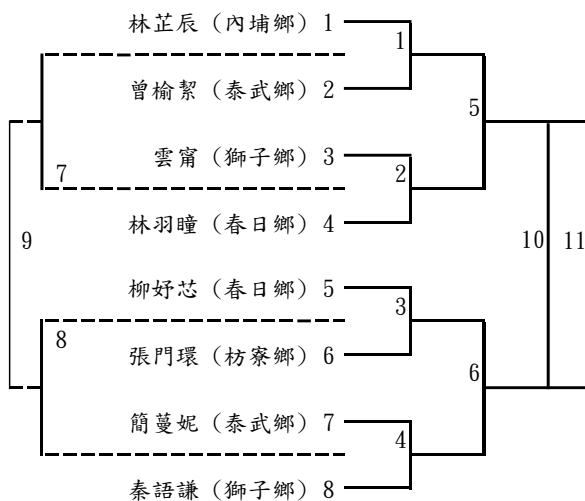 林芷辰（內埔鄉）1
1
曾榆絜（泰武鄉）2
5
雲甯（獅子鄉）3
7
2
林羽瞳（春日鄉）4
9
10
11
柳妤芯（春日鄉）5
3
8
張門環（枋寮鄉）6
6
簡蔓妮（泰武鄉）7
4
秦語謙（獅子鄉）8